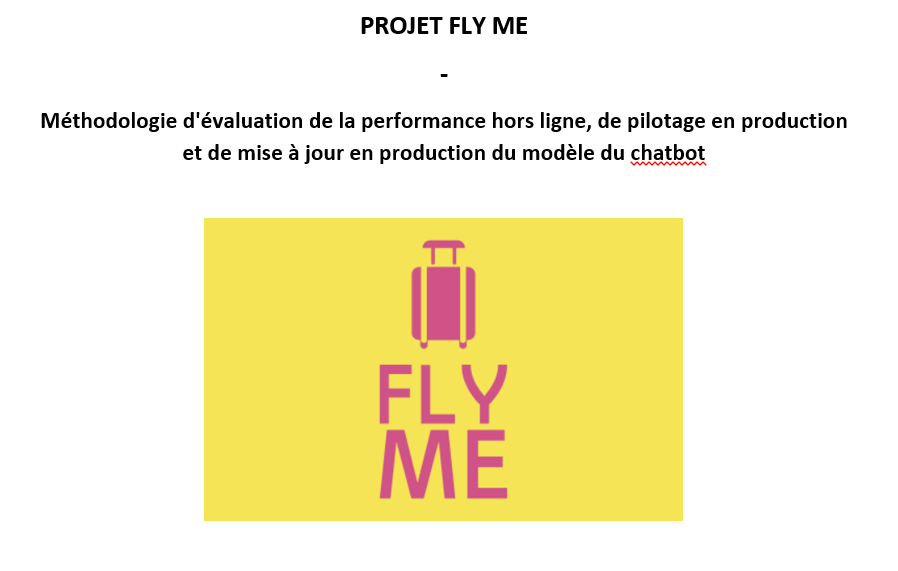 PROJET FLY ME
-
Méthodologie d'évaluation de la performance hors ligne, de pilotage en production
et de mise à jour en production du modèle du chatbot
FLY
ME